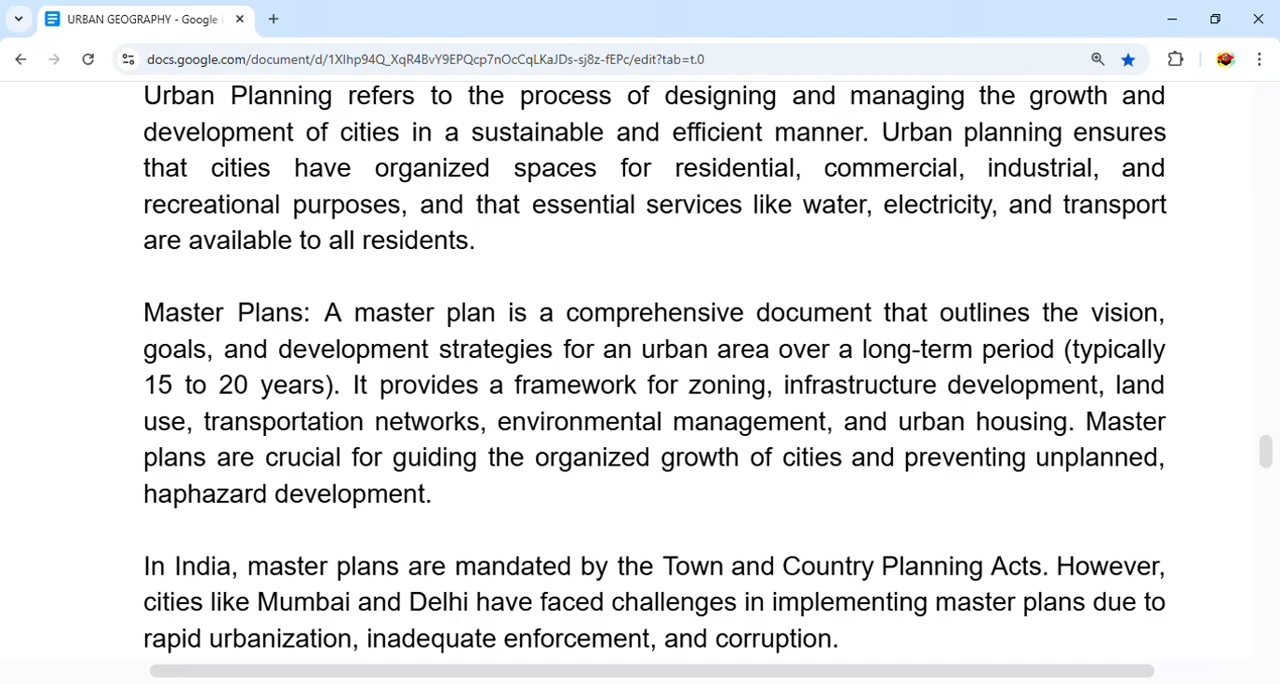 URBAN GEOGRAPHY - Google
docs.google.com/document/d/1XIhp94Q_XqR4BvY9EPQcp7nOcCqLKaJDs-sj8z-fEPc/edit?tab=t.0
Urban Planning refers to the process of designing and managing the growth and
development of cities in a sustainable and efficient manner. Urban planning ensures
that cities have organized spaces for residential, commercial, industrial, and
recreational purposes, and that essential services like water, electricity, and transport
are available to all residents.
Master Plans: A master plan is a comprehensive document that outlines the vision,
goals, and development strategies for an urban area over a long-term period (typically
15 to 20 years). It provides a framework for zoning, infrastructure development, land
use, transportation networks, environmental management, and urban housing. Master
plans are crucial for guiding the organized growth of cities and preventing unplanned,
haphazard development.
In India, master plans are mandated by the Town and Country Planning Acts. However,
cities like Mumbai and Delhi have faced challenges in implementing master plans due to
rapid urbanization, inadequate enforcement, and corruption.